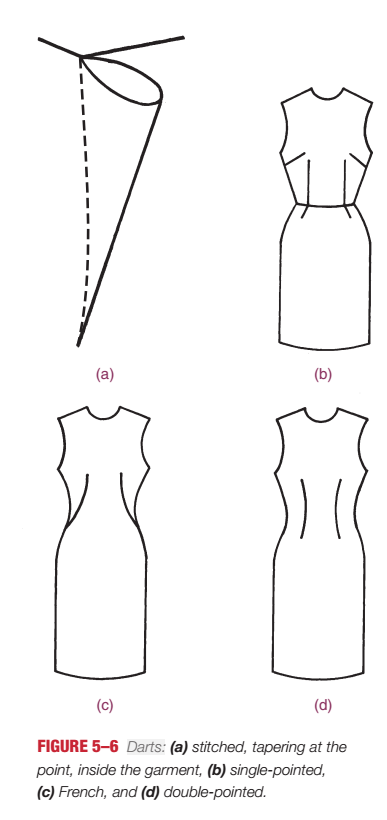 (a)
(b)
(c)
(d)
FIGURE 5–6 Darts: (a) stitched, tapering at the
point, inside the garment, (b) single-pointed,
(c) French, and (d) double-pointed.